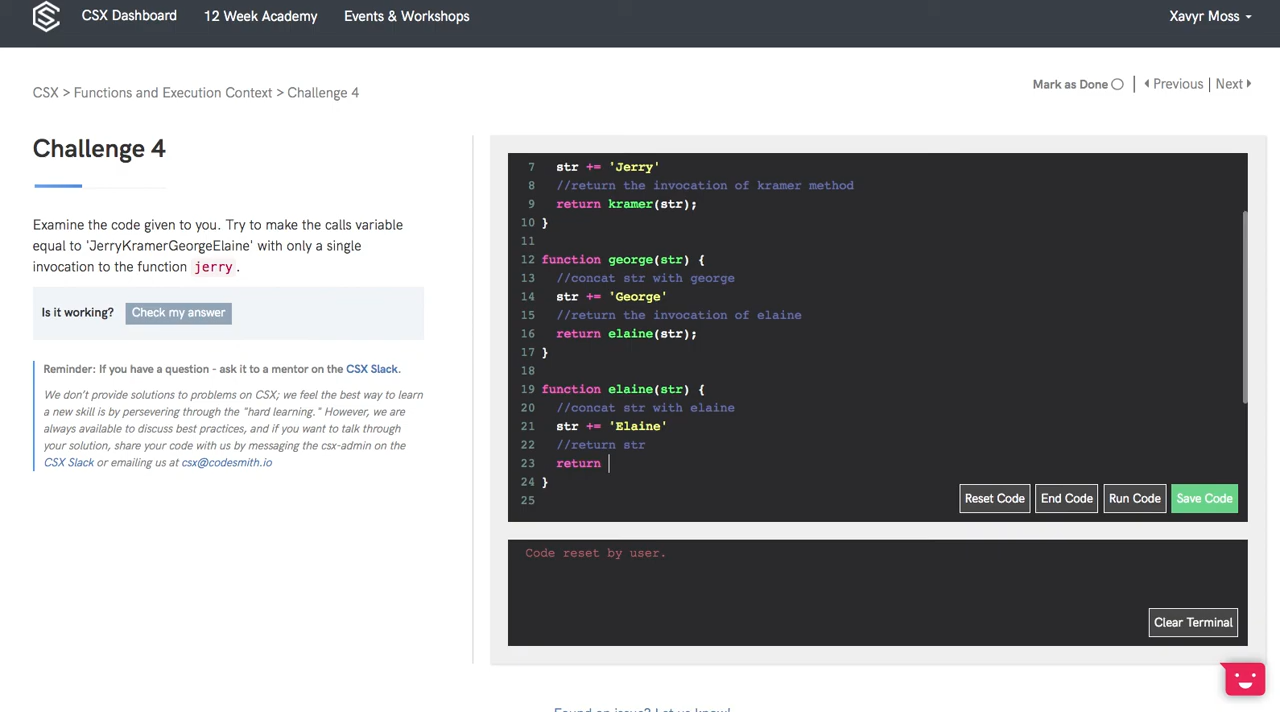 CSX Dashboard 12 Week Academy Events & Workshops Xavyr Moss
CSX > Functions and Execution Context > Challenge 4
Mark as Done Previous | Next
Challenge 4
Examine the code given to you. Try to make the calls variable
equal to 'JerryKramerGeorgeElaine' with only a single
invocation to the function jerry.
Is it working? Check my answer
Reminder: If you have a question - ask it to a mentor on the CSX Slack.
We don't provide solutions to problems on CSX; we feel the best way to learn
a new skill is by persevering through the "hard learning." However, we are
always available to discuss best practices, and if you want to talk through
your solution, share your code with us by messaging the csx-admin on the
CSX Slack or emailing us at csx@codesmith.io
7 str += 'Jerry'
8 //return the invocation of kramer method
9 return kramer(str);
10 }
11
12 function george(str) {
13 //concat str with george
14 str += 'George'
15 //return the invocation of elaine
16 return elaine(str);
17 }
18
19 function elaine(str) {
20 //concat str with elaine
21 str += 'Elaine'
22 //return str
23 return
24 }
25
Reset Code End Code Run Code Save Code
Code reset by user.
Clear Terminal
Found an issue? Let us know!